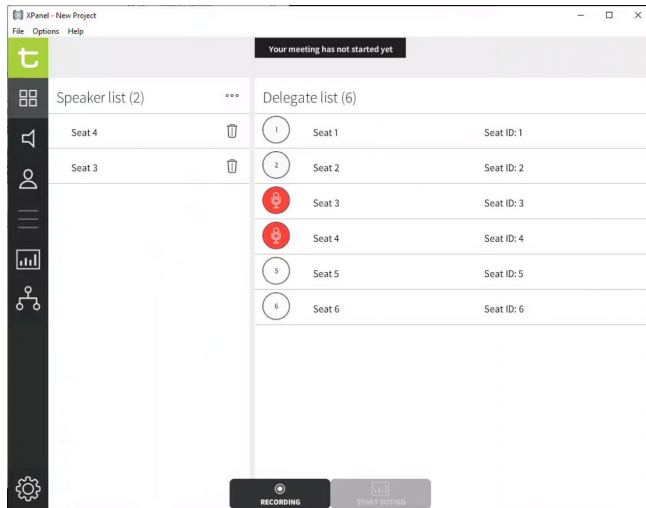 XPanel - New Project
File Options Help
Your meeting has not started yet
Speaker list (2)
Delegate list (6)
Seat 4
Seat 3
1 Seat 1 Seat ID: 1
2 Seat 2 Seat ID: 2
Seat 3 Seat ID: 3
Seat 4 Seat ID: 4
5 Seat 5 Seat ID: 5
6 Seat 6 Seat ID: 6
RECORDING
START VOTING